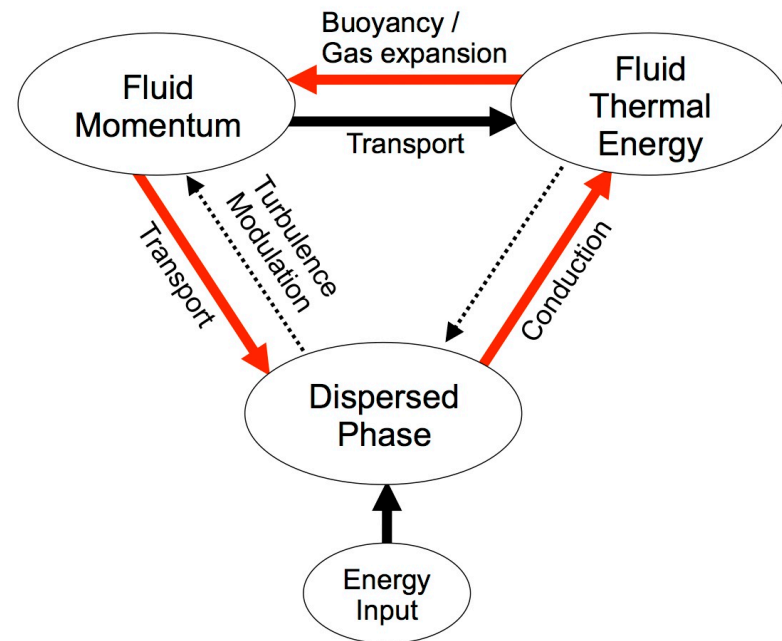 Buoyancy /
Gas expansion
Fluid
Momentum
Fluid
Thermal
Energy
Transport
Turbulence
Modulation
Transport
Conduction
Dispersed
Phase
Energy
Input